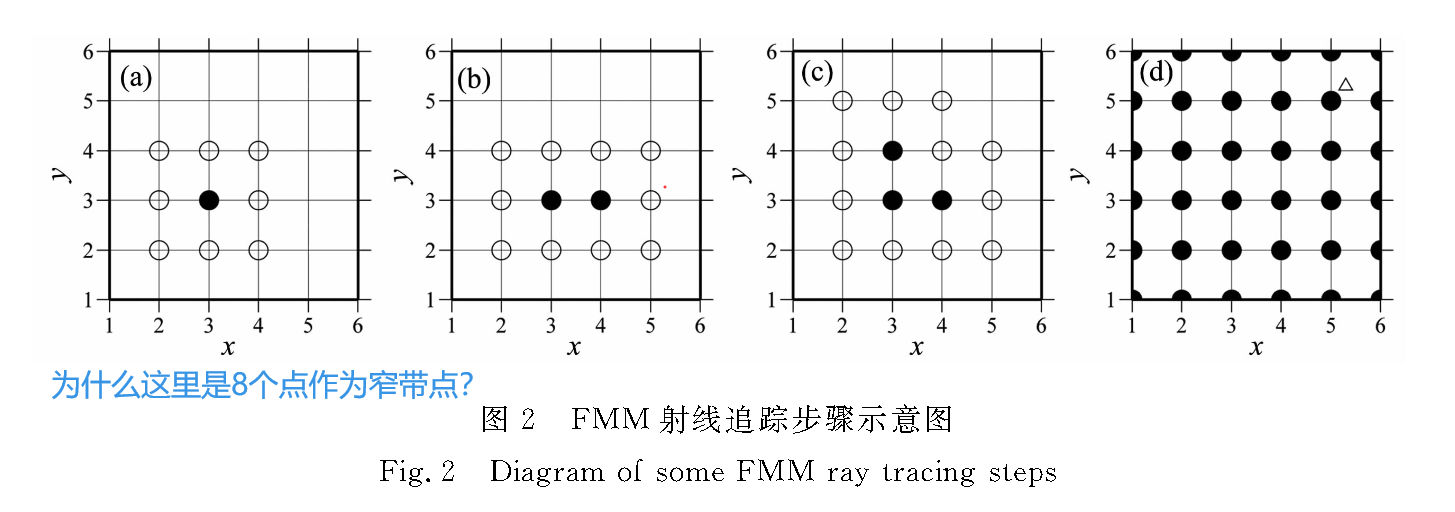 (a) (b) (c) (d)
6 6 6 6
5 5 5 5
4 4 4 4
y y y y
3 3 3 3
2 2 2 2
1 1 1 1
1 2 3 4 5 6 1 2 3 4 5 6 1 2 3 4 5 6 1 2 3 4 5 6
x x x x
为什么这里是8个点作为窄带点?
图 2 FMM 射线追踪步骤示意图
Fig. 2 Diagram of some FMM ray tracing steps